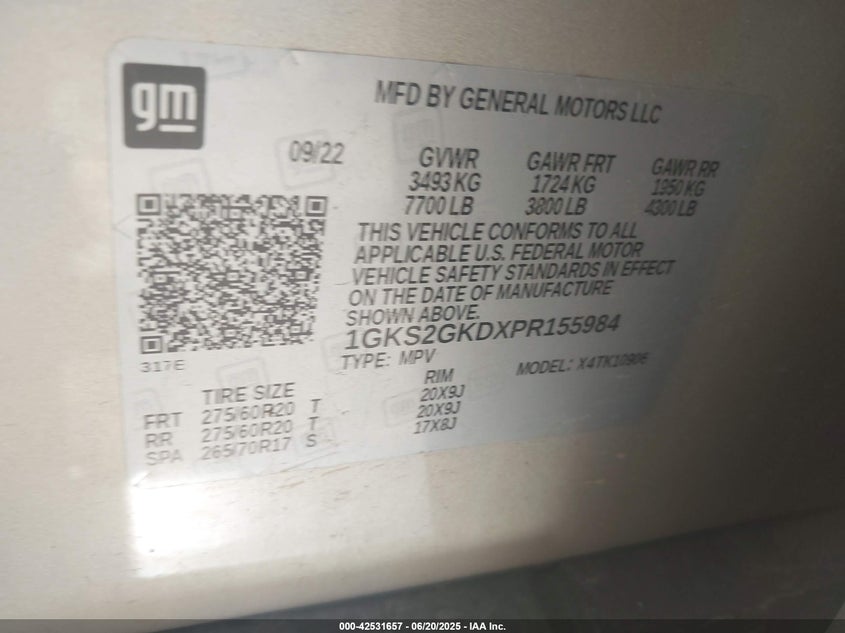 gm
MFD BY GENERAL MOTORS LLC
09/22
GVWR GAWR FRT GAWR RR
3493 KG 1724 KG 1950 KG
7700 LB 3800 LB 4300 LB
THIS VEHICLE CONFORMS TO ALL
APPLICABLE U.S. FEDERAL MOTOR
VEHICLE SAFETY STANDARDS IN EFFECT
ON THE DATE OF MANUFACTURE
SHOWN ABOVE.
1GKS2GKDXPR155984
317E
TYPE: MPV MODEL: X4TK10906
TIRE SIZE RIM
FRT 275/60R20 T 20X9J
RR 275/60R20 T 20X9J
SPA 265/70R17 S 17X8J
000-42531657 - 06/20/2025 - IAA Inc.